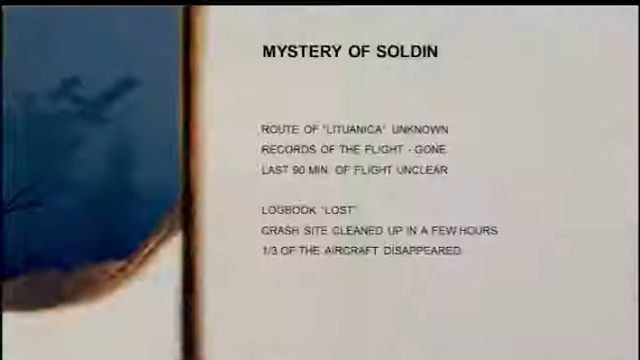 MYSTERY OF SOLDIN
ROUTE OF "LITUANICA" UNKNOWN
RECORDS OF THE FLIGHT - GONE
LAST 90 MIN. OF FLIGHT UNCLEAR
LOGBOOK "LOST"
CRASH SITE CLEANED UP IN A FEW HOURS
1/3 OF THE AIRCRAFT DISAPPEARED